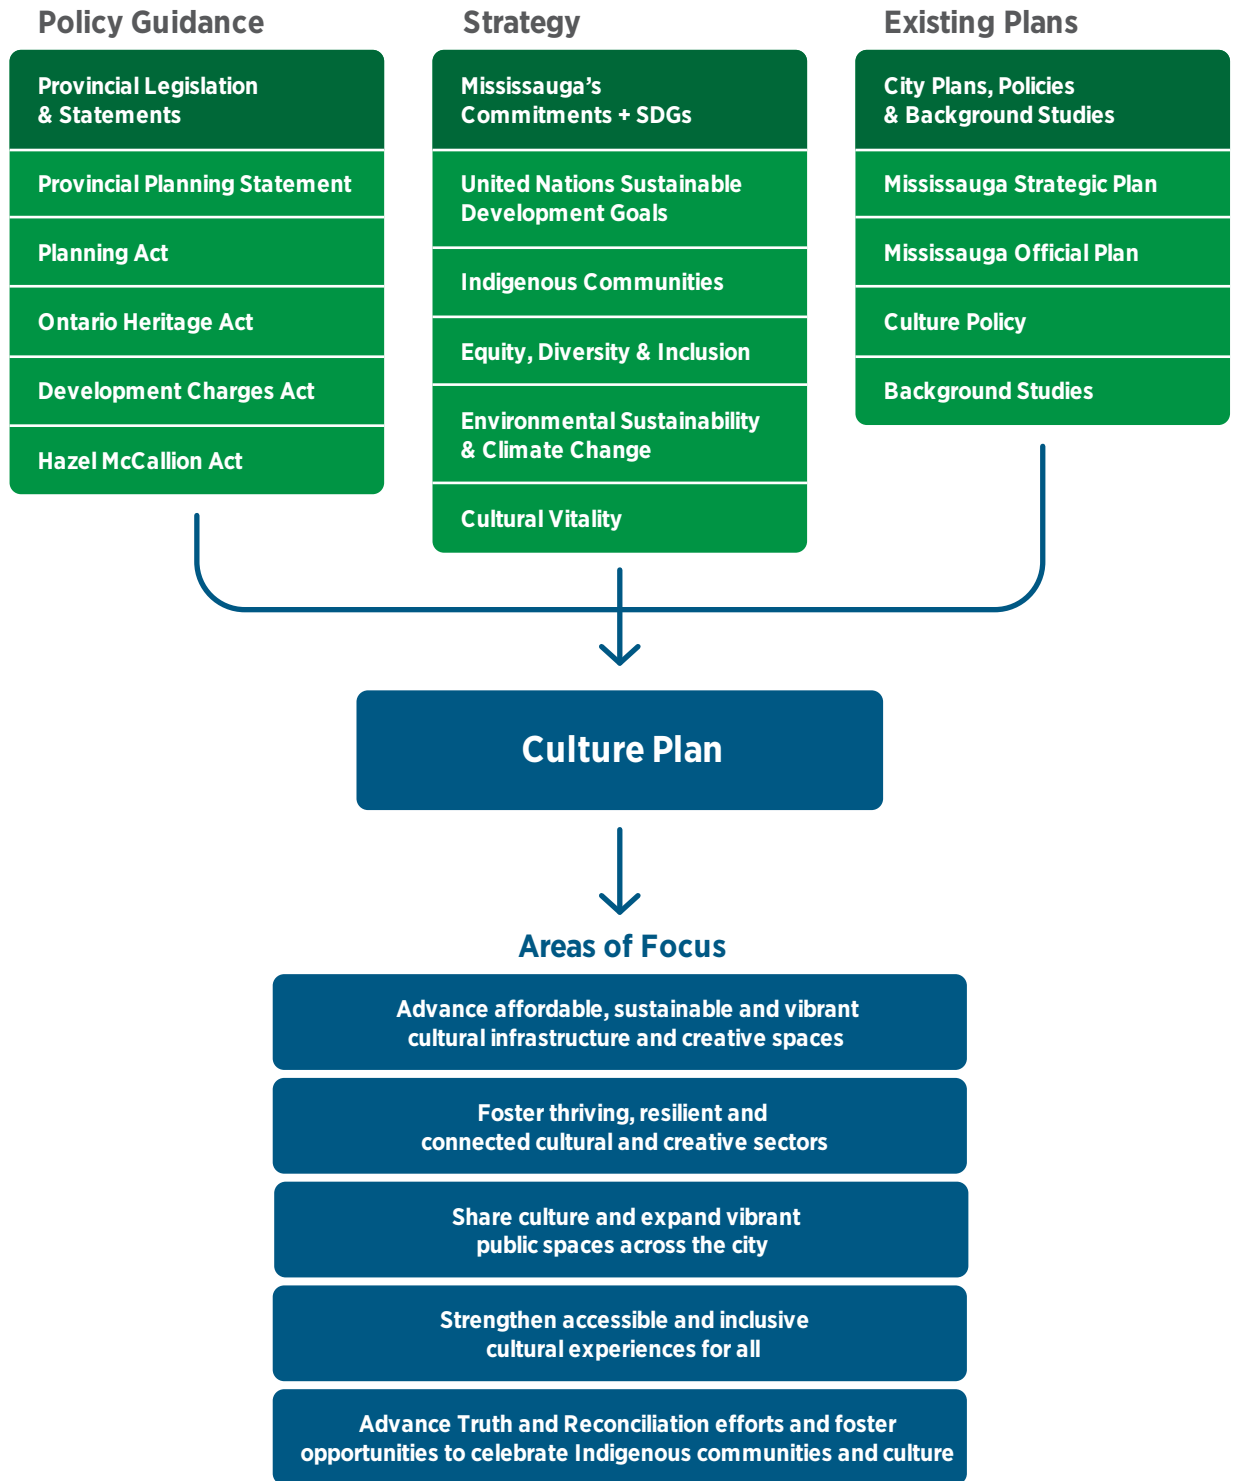 Policy Guidance
Provincial Legislation
& Statements
Provincial Planning Statement
Planning Act
Ontario Heritage Act
Development Charges Act
Hazel McCallion Act
Strategy
Mississauga’s
Commitments + SDGs
United Nations Sustainable
Development Goals
Indigenous Communities
Equity, Diversity & Inclusion
Environmental Sustainability
& Climate Change
Cultural Vitality
Existing Plans
City Plans, Policies
& Background Studies
Mississauga Strategic Plan
Mississauga Official Plan
Culture Policy
Background Studies
Culture Plan
Areas of Focus
Advance affordable, sustainable and vibrant
cultural infrastructure and creative spaces
Foster thriving, resilient and
connected cultural and creative sectors
Share culture and expand vibrant
public spaces across the city
Strengthen accessible and inclusive
cultural experiences for all
Advance Truth and Reconciliation efforts and foster
opportunities to celebrate Indigenous communities and culture